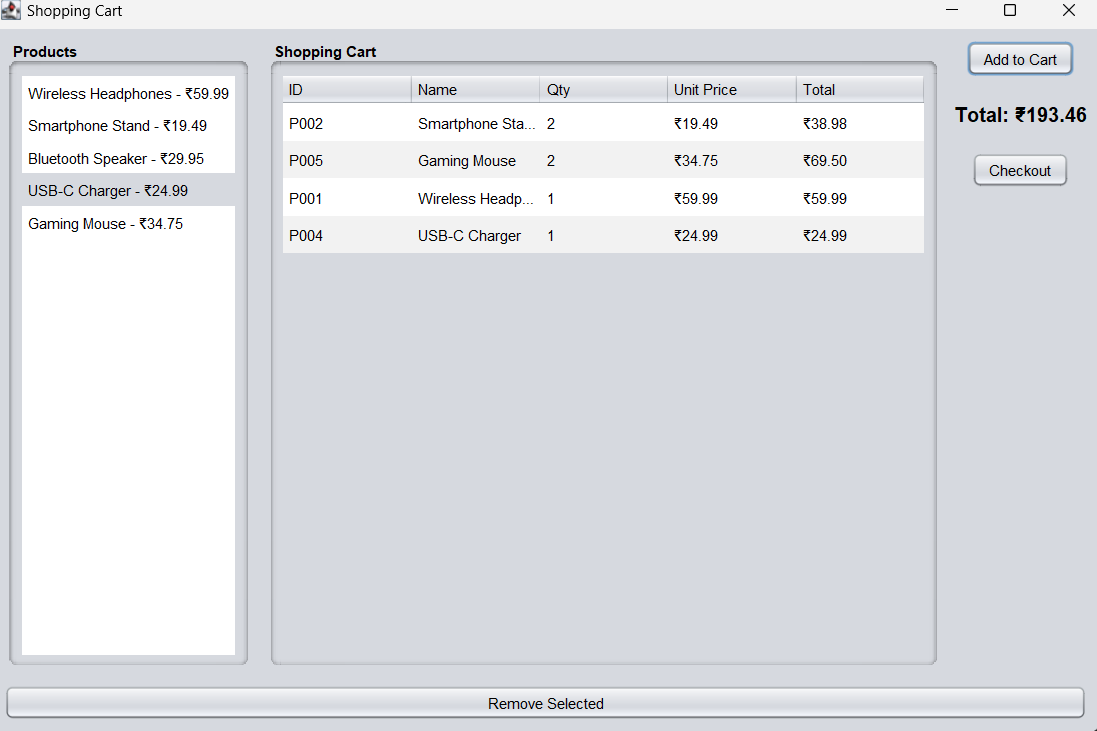 Shopping Cart
Products
Wireless Headphones - ₹59.99
Smartphone Stand - ₹19.49
Bluetooth Speaker - ₹29.95
USB-C Charger - ₹24.99
Gaming Mouse - ₹34.75
Shopping Cart
ID Name Qty Unit Price Total
P002 Smartphone Sta... 2 ₹19.49 ₹38.98
P005 Gaming Mouse 2 ₹34.75 ₹69.50
P001 Wireless Headp... 1 ₹59.99 ₹59.99
P004 USB-C Charger 1 ₹24.99 ₹24.99
Add to Cart
Total: ₹193.46
Checkout
Remove Selected